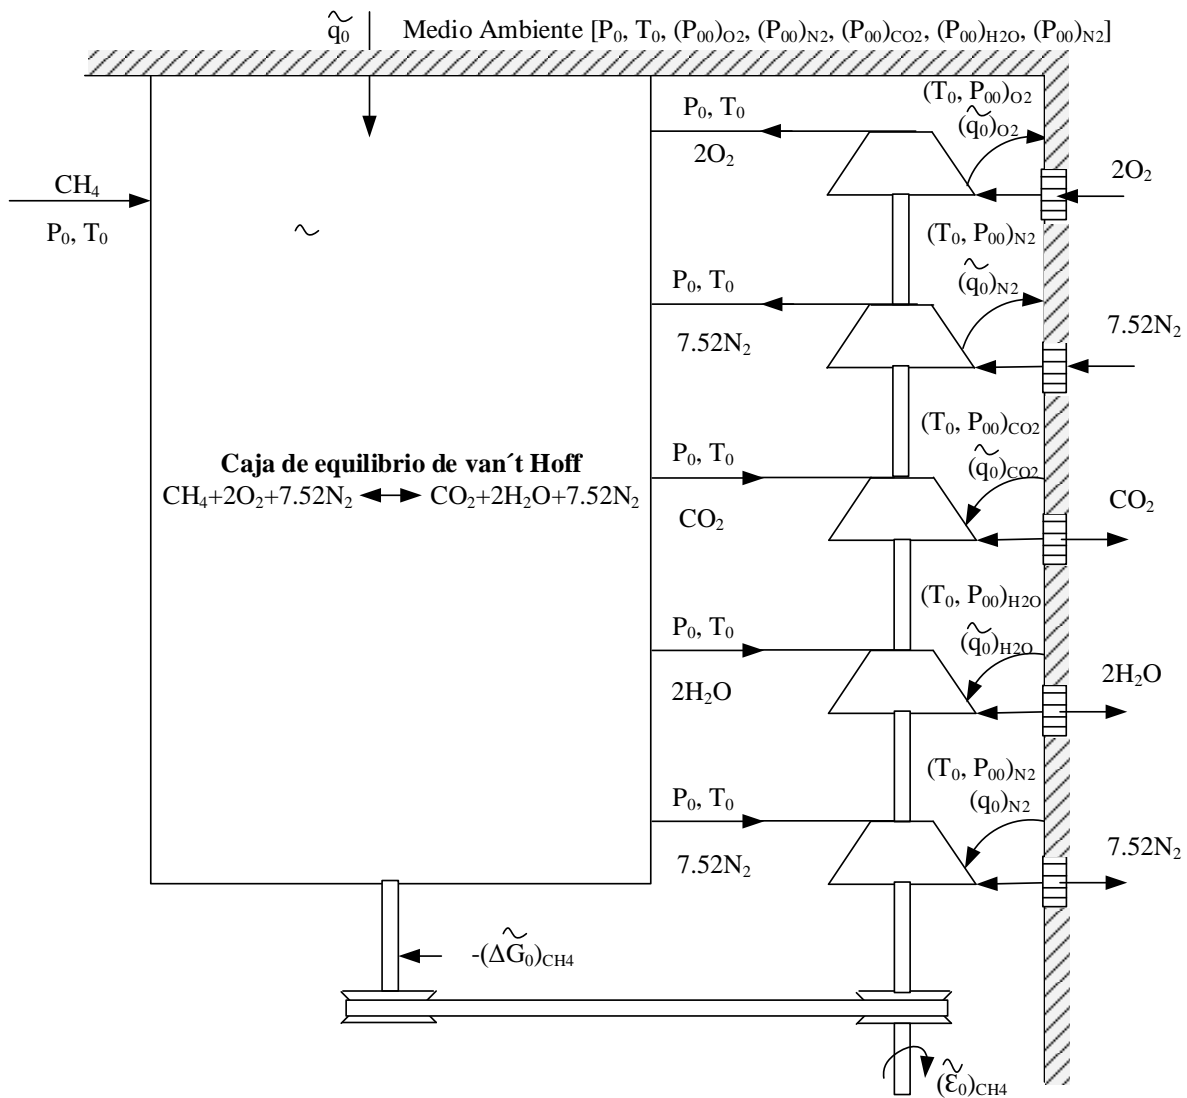 q̃₀ Medio Ambiente [P₀, T₀, (P₀₀)O2, (P₀₀)N2, (P₀₀)CO2, (P₀₀)H2O, (P₀₀)N2]
CH₄
P₀, T₀
~
Caja de equilibrio de van´t Hoff
CH₄+2O₂+7.52N₂ ↔ CO₂+2H₂O+7.52N₂
P₀, T₀
2O₂
(T₀, P₀₀)O2
(q̃₀)O2
2O₂
P₀, T₀
7.52N₂
(T₀, P₀₀)N2
(q̃₀)N2
7.52N₂
P₀, T₀
CO₂
(T₀, P₀₀)CO2
(q̃₀)CO2
CO₂
P₀, T₀
2H₂O
(T₀, P₀₀)H2O
(q̃₀)H2O
2H₂O
P₀, T₀
7.52N₂
(T₀, P₀₀)N2
(q₀)N2
7.52N₂
-(ΔG̃₀)CH4
(ε̃₀)CH4